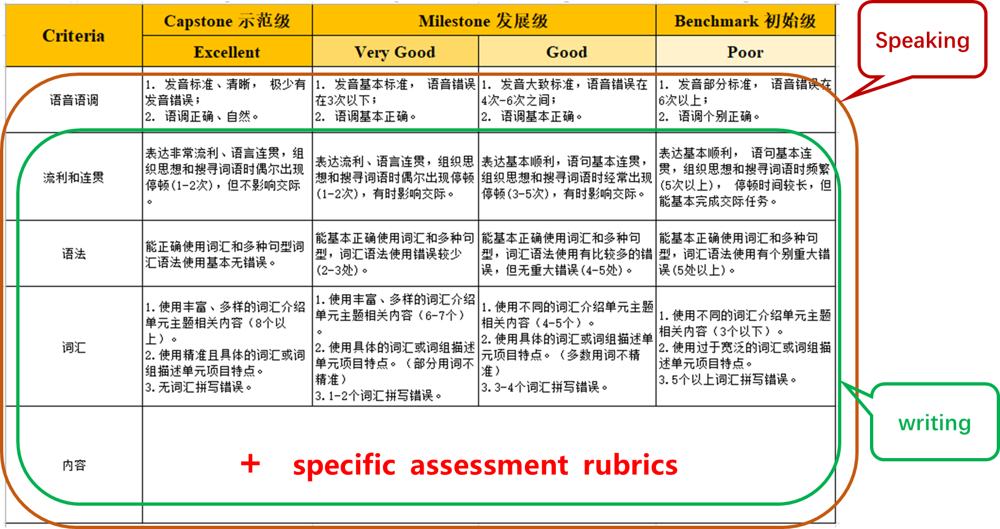 Criteria
Capstone 示范级
Milestone 发展级
Benchmark 初始级
Excellent
Very Good
Good
Poor
Speaking
语音语调
1. 发音标准、清晰， 极少有
发音错误；
2. 语调正确、自然。
1. 发音基本标准， 语音错误
在3次以下；
2. 语调基本正确。
1. 发音大致标准，语音错误在
4次-6次之间；
2. 语调基本正确。
1. 发音部分标准， 语音错误在
6次以上；
2. 语调个别正确。
流利和连贯
表达非常流利、语言连贯，组
织思想和搜寻词语时偶尔出现
停顿(1-2次)，但不影响交际
。
表达流利、语言连贯，组织思
想和搜寻词语时偶尔出现停顿
(1-2次)，有时影响交际。
表达基本顺利，语句基本连贯，
组织思想和搜寻词语时经常出现
停顿(3-5次)，有时影响交际。
表达基本顺利， 语句基本连
贯，组织思想和搜寻词语时频繁
(5次以上)， 停顿时间较长，但
能基本完成交际任务。
语法
能正确使用词汇和多种句型词
汇语法使用基本无错误。
能基本正确使用词汇和多种句
型，词汇语法使用错误较少
(2-3处)。
能基本正确使用词汇和多种句
型，词汇语法使用有比较多的错
误，但无重大错误(4-5处)。
能基本正确使用词汇和多种句
型，词汇语法使用有个别重大错
误(5处以上)。
词汇
1.使用丰富、多样的词汇介绍
单元主题相关内容（8个以
上）。
2.使用精准且具体的词汇或词
组描述单元项目特点。
3.无词汇拼写错误。
1.使用丰富、多样的词汇介绍
单元主题相关内容（6-7个）
。
2.使用具体的词汇或词组描述
单元项目特点。（部分用词不
精准）
3.1-2个词汇拼写错误。
1.使用不同的词汇介绍单元主题
相关内容（4-5个）。
2.使用具体的词汇或词组描述单
元项目特点。（多数用词不精
准）
3.3-4个词汇拼写错误。
1.使用不同的词汇介绍单元主题
相关内容（3个以下）。
2.使用过于宽泛的词汇或词组描
述单元项目特点。
3.5个以上词汇拼写错误。
writing
内容
+ specific assessment rubrics